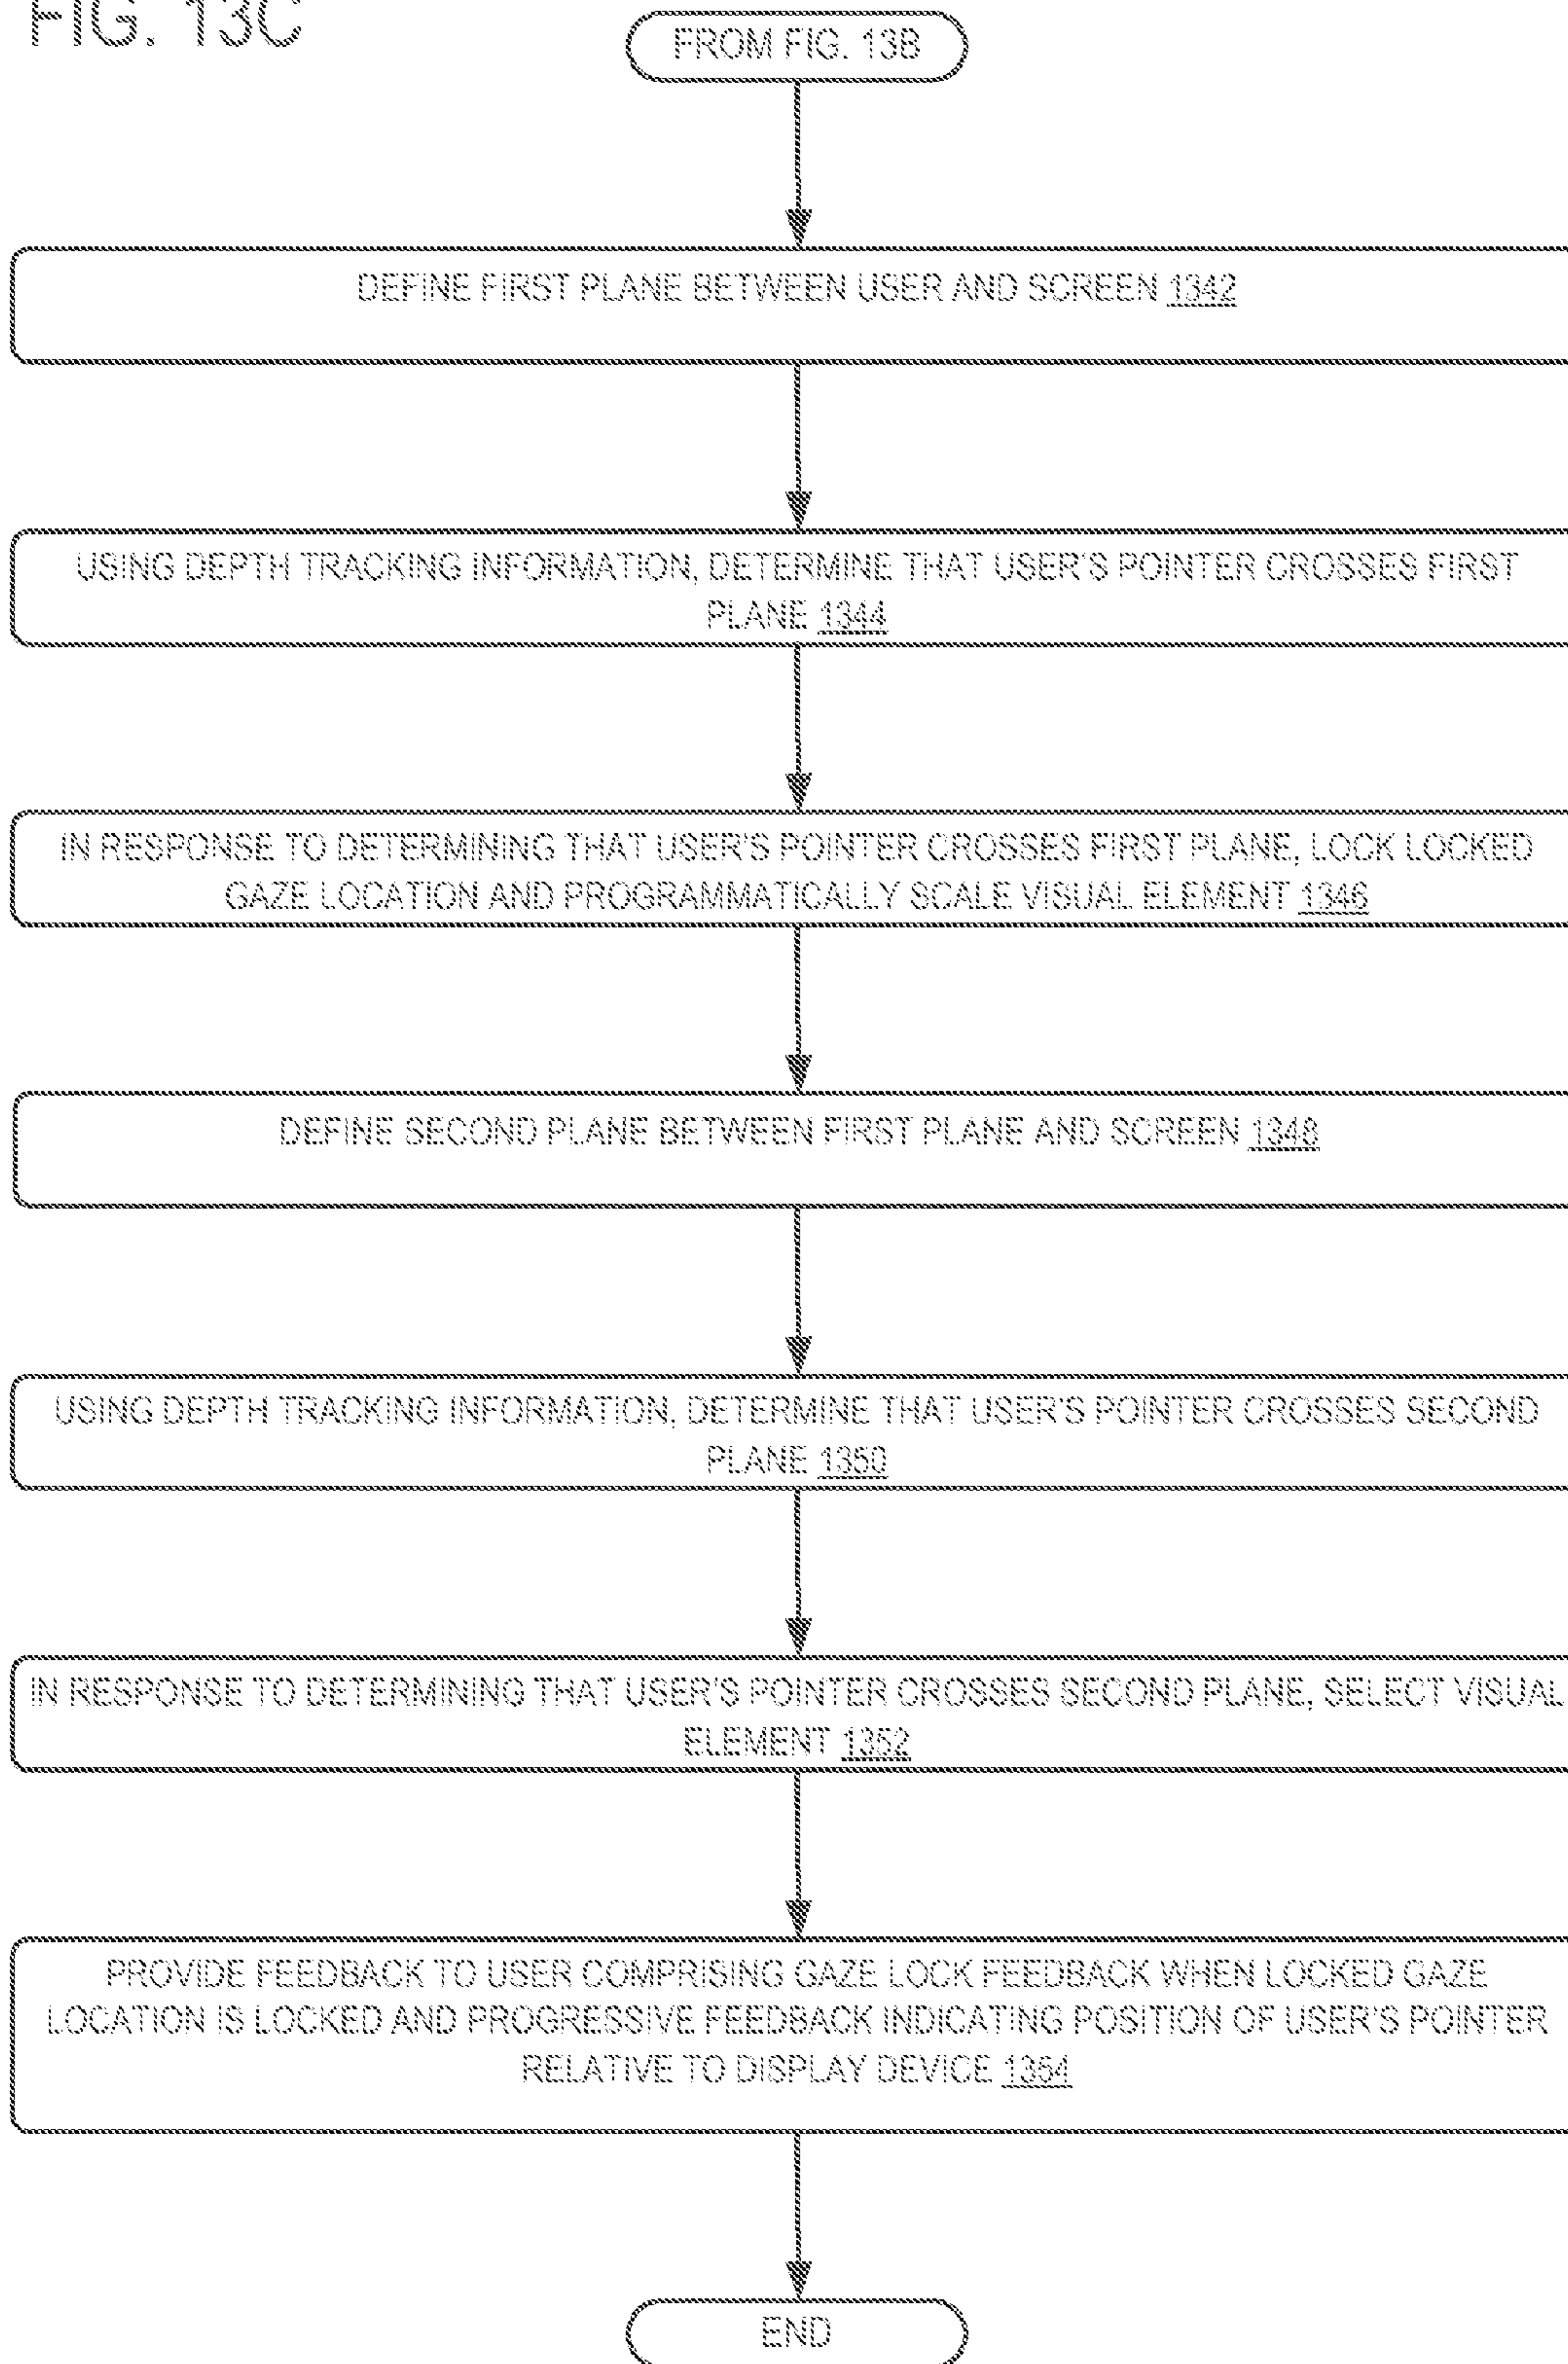 FIG. 13C
FROM FIG. 13B
DEFINE FIRST PLANE BETWEEN USER AND SCREEN 1342
USING DEPTH TRACKING INFORMATION, DETERMINE THAT USER'S POINTER CROSSES FIRST
PLANE 1344
IN RESPONSE TO DETERMINING THAT USER'S POINTER CROSSES FIRST PLANE, LOCK LOCKED
GAZE LOCATION AND PROGRAMMATICALLY SCALE VISUAL ELEMENT 1346
DEFINE SECOND PLANE BETWEEN FIRST PLANE AND SCREEN 1348
USING DEPTH TRACKING INFORMATION, DETERMINE THAT USER'S POINTER CROSSES SECOND
PLANE 1350
IN RESPONSE TO DETERMINING THAT USER'S POINTER CROSSES SECOND PLANE, SELECT VISUAL
ELEMENT 1352
PROVIDE FEEDBACK TO USER COMPRISING GAZE LOCK FEEDBACK WHEN LOCKED GAZE
LOCATION IS LOCKED AND PROGRESSIVE FEEDBACK INDICATING POSITION OF USER'S POINTER
RELATIVE TO DISPLAY DEVICE 1354
END